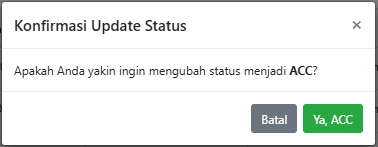 Konfirmasi Update Status ×
Apakah Anda yakin ingin mengubah status menjadi ACC?
Batal Ya, ACC